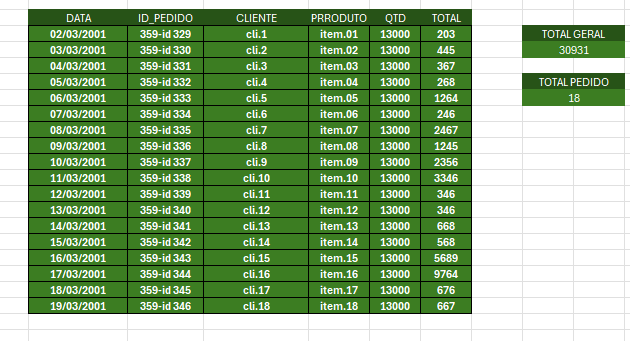 DATA ID_PEDIDO CLIENTE PRRODUTO QTD TOTAL
02/03/2001 359-id 329 cli.1 item.01 13000 203 TOTAL GERAL
03/03/2001 359-id 330 cli.2 item.02 13000 445 30931
04/03/2001 359-id 331 cli.3 item.03 13000 367
05/03/2001 359-id 332 cli.4 item.04 13000 268 TOTAL PEDIDO
06/03/2001 359-id 333 cli.5 item.05 13000 1264 18
07/03/2001 359-id 334 cli.6 item.06 13000 246
08/03/2001 359-id 335 cli.7 item.07 13000 2467
09/03/2001 359-id 336 cli.8 item.08 13000 1245
10/03/2001 359-id 337 cli.9 item.09 13000 2356
11/03/2001 359-id 338 cli.10 item.10 13000 3346
12/03/2001 359-id 339 cli.11 item.11 13000 346
13/03/2001 359-id 340 cli.12 item.12 13000 346
14/03/2001 359-id 341 cli.13 item.13 13000 668
15/03/2001 359-id 342 cli.14 item.14 13000 568
16/03/2001 359-id 343 cli.15 item.15 13000 5689
17/03/2001 359-id 344 cli.16 item.16 13000 9764
18/03/2001 359-id 345 cli.17 item.17 13000 676
19/03/2001 359-id 346 cli.18 item.18 13000 667